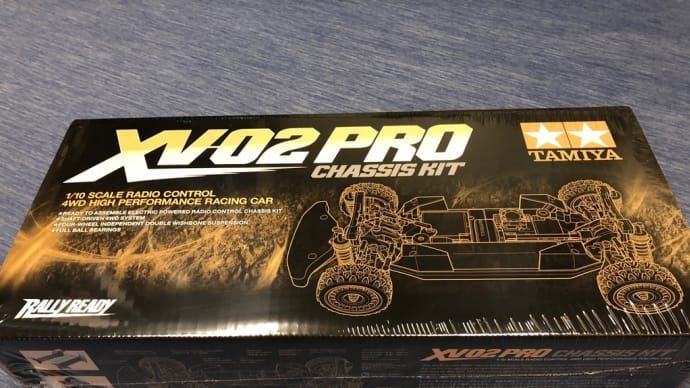 XV-02 PRO
CHASSIS KIT
TAMIYA
1/10 SCALE RADIO CONTROL
4WD HIGH PERFORMANCE RACING CAR
READY TO ASSEMBLE ELECTRIC POWERED RADIO CONTROL CHASSIS KIT
SHAFT-DRIVEN 4WD SYSTEM
FOUR-WHEEL INDEPENDENT DOUBLE WISHBONE SUSPENSION
FULL BALL BEARINGS
RALLY READY
XV-02 PRO CHASSIS KIT